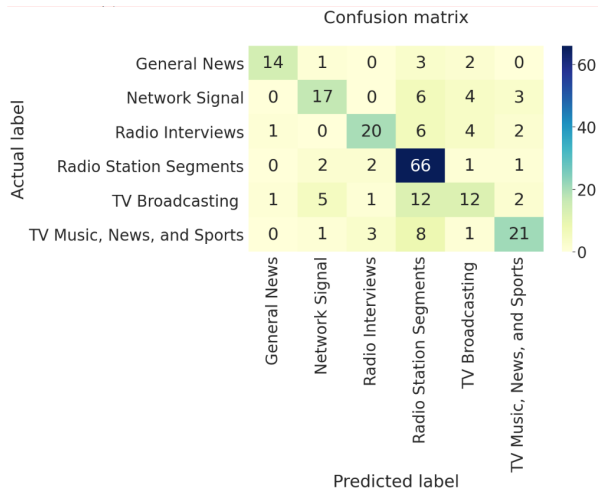 Confusion matrix
Actual label
General News 14 1 0 3 2 0
Network Signal 0 17 0 6 4 3
Radio Interviews 1 0 20 6 4 2
Radio Station Segments 0 2 2 66 1 1
TV Broadcasting 1 5 1 12 12 2
TV Music, News, and Sports 0 1 3 8 1 21
General News
Network Signal
Radio Interviews
Radio Station Segments
TV Broadcasting
TV Music, News, and Sports
Predicted label
60
40
20
0